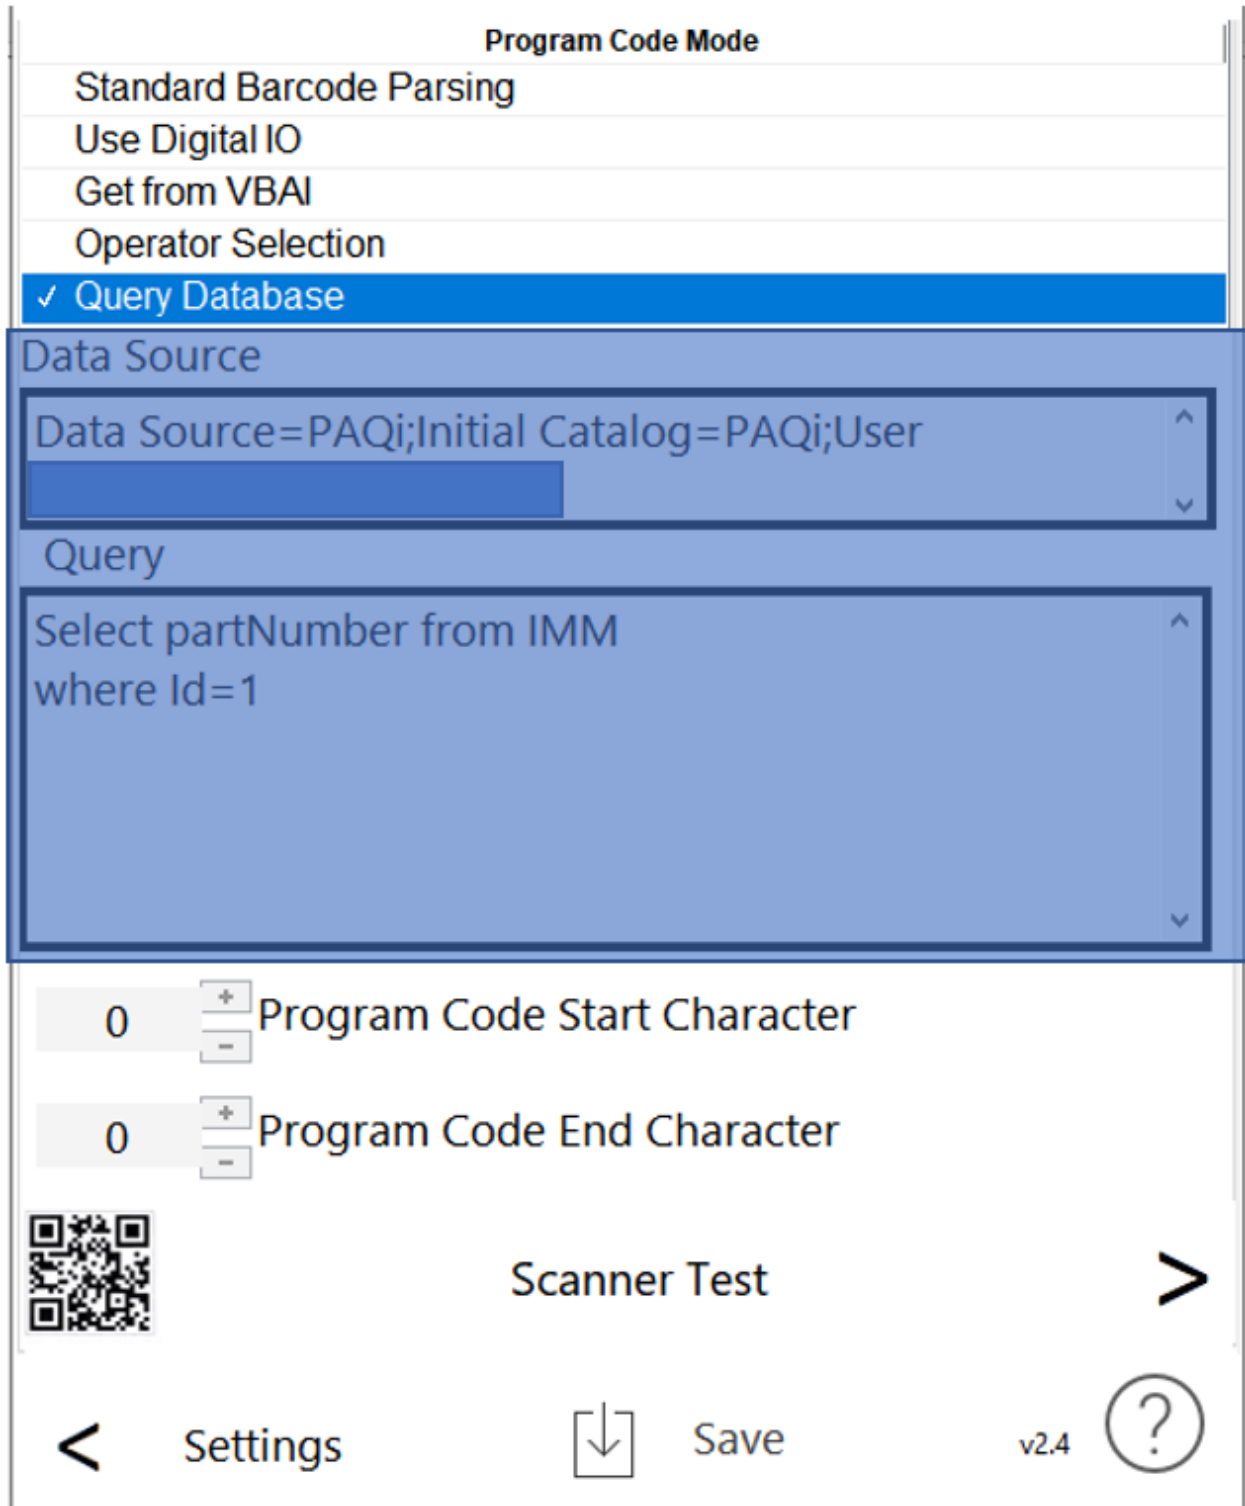 Program Code Mode
Standard Barcode Parsing
Use Digital IO
Get from VBAI
Operator Selection
✓ Query Database
Data Source
Data Source=PAQi;Initial Catalog=PAQi;User
Query
Select partNumber from IMM
where Id=1
0 + - Program Code Start Character
0 + - Program Code End Character
Scanner Test >
< Settings Save v2.4 ?